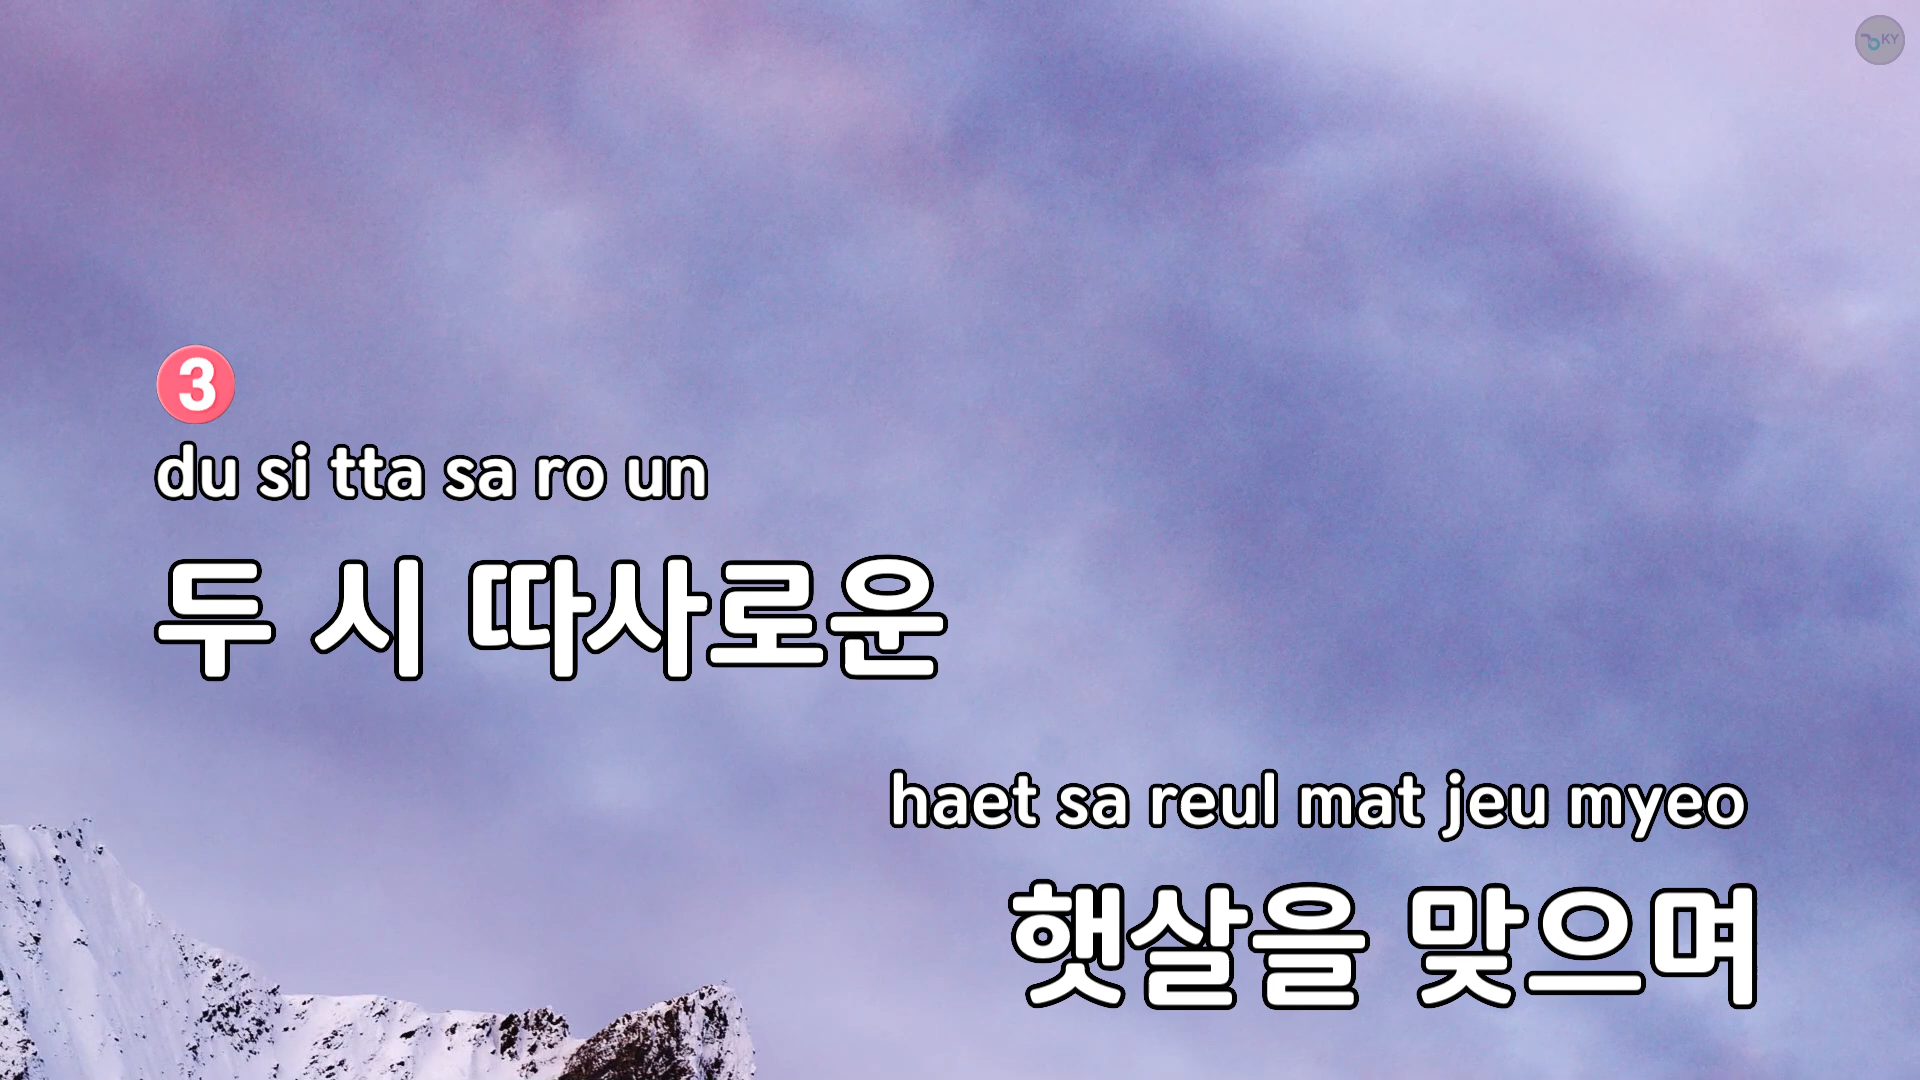 KY
3
du si tta sa ro un
두 시 따사로운
haet sa reul mat jeu myeo
햇살을 맞으며